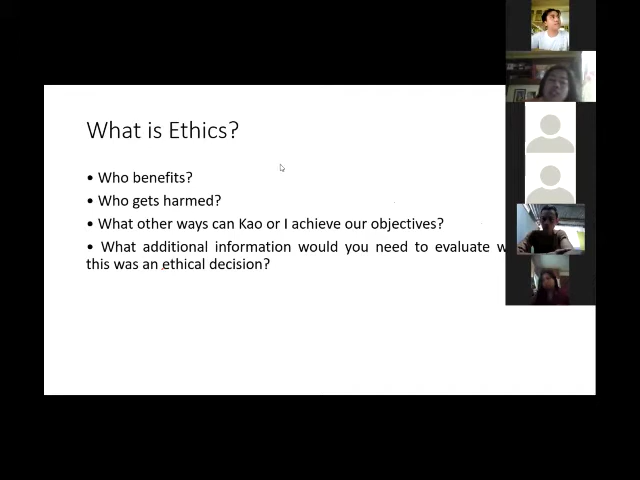 What is Ethics?
• Who benefits?
• Who gets harmed?
• What other ways can Kao or I achieve our objectives?
• What additional information would you need to evaluate
this was an ethical decision?